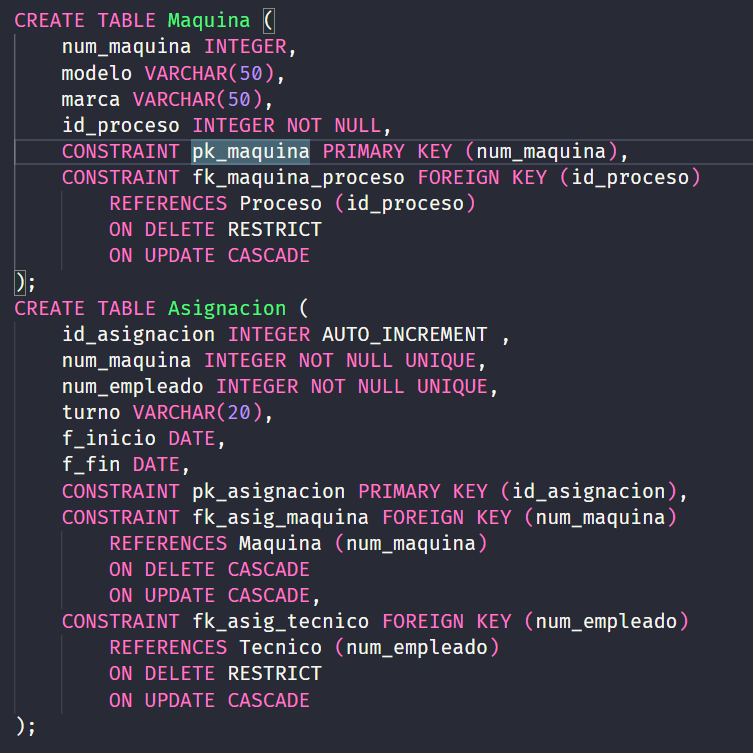 CREATE TABLE Maquina (
num_maquina INTEGER,
modelo VARCHAR(50),
marca VARCHAR(50),
id_proceso INTEGER NOT NULL,
CONSTRAINT pk_maquina PRIMARY KEY (num_maquina),
CONSTRAINT fk_maquina_proceso FOREIGN KEY (id_proceso)
REFERENCES Proceso (id_proceso)
ON DELETE RESTRICT
ON UPDATE CASCADE
);
CREATE TABLE Asignacion (
id_asignacion INTEGER AUTO_INCREMENT ,
num_maquina INTEGER NOT NULL UNIQUE,
num_empleado INTEGER NOT NULL UNIQUE,
turno VARCHAR(20),
f_inicio DATE,
f_fin DATE,
CONSTRAINT pk_asignacion PRIMARY KEY (id_asignacion),
CONSTRAINT fk_asig_maquina FOREIGN KEY (num_maquina)
REFERENCES Maquina (num_maquina)
ON DELETE CASCADE
ON UPDATE CASCADE,
CONSTRAINT fk_asig_tecnico FOREIGN KEY (num_empleado)
REFERENCES Tecnico (num_empleado)
ON DELETE RESTRICT
ON UPDATE CASCADE
);